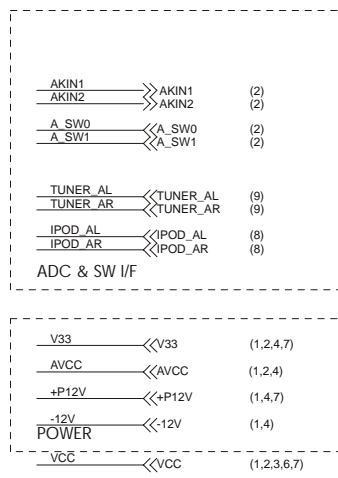 AKIN1 AKIN1 (2)
AKIN2 AKIN2 (2)
A_SW0 A_SW0 (2)
A_SW1 A_SW1 (2)
TUNER_AL TUNER_AL (9)
TUNER_AR TUNER_AR (9)
IPOD_AL IPOD_AL (8)
IPOD_AR IPOD_AR (8)
ADC & SW I/F
V33 V33 (1,2,4,7)
AVCC AVCC (1,2,4)
+P12V +P12V (1,4,7)
-12V -12V (1,4)
POWER
VCC VCC (1,2,3,6,7)